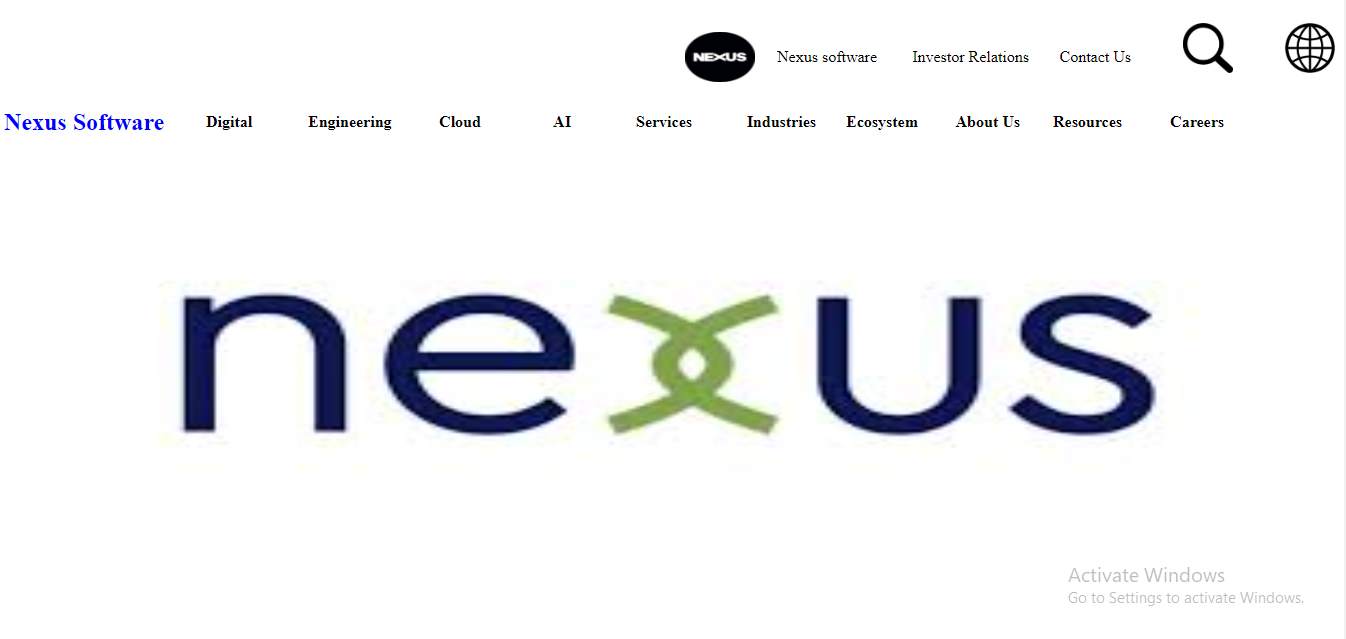 NEXUS Nexus software Investor Relations Contact Us
Nexus Software Digital Engineering Cloud AI Services Industries Ecosystem About Us Resources Careers
nexus
Activate Windows
Go to Settings to activate Windows.